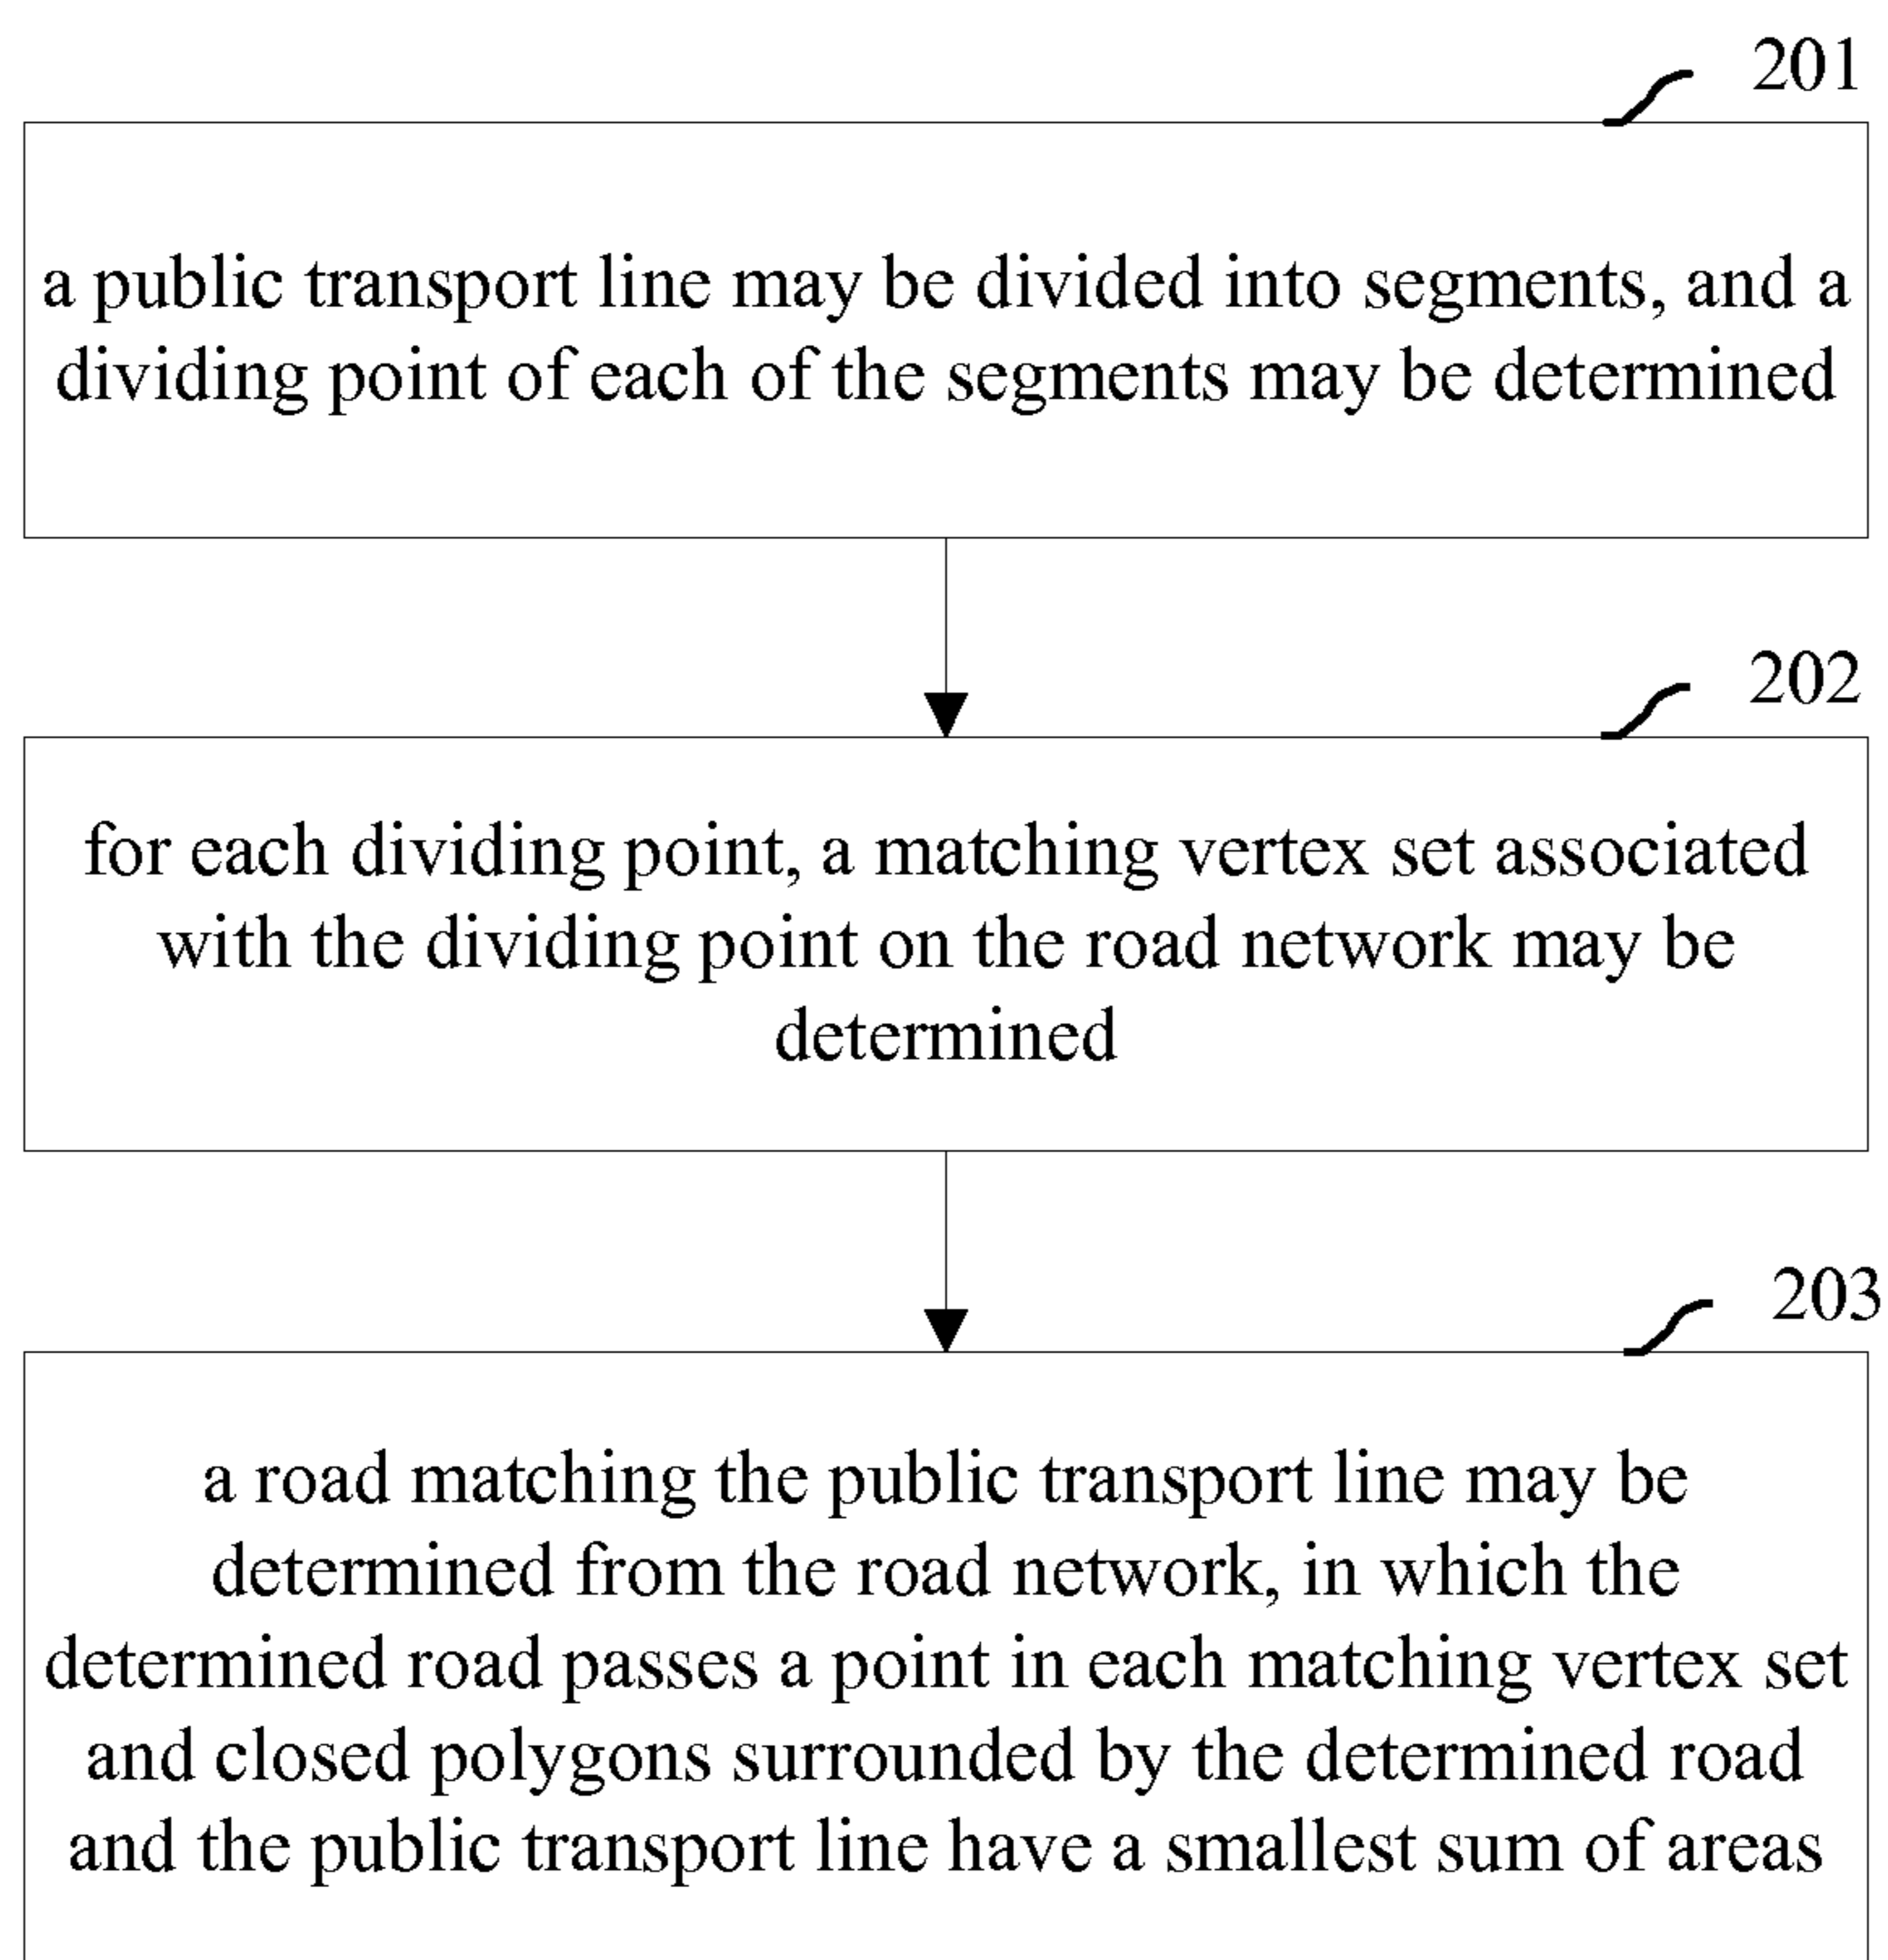 201
a public transport line may be divided into segments, and a
dividing point of each of the segments may be determined
202
for each dividing point, a matching vertex set associated
with the dividing point on the road network may be
determined
203
a road matching the public transport line may be
determined from the road network, in which the
determined road passes a point in each matching vertex set
and closed polygons surrounded by the determined road
and the public transport line have a smallest sum of areas